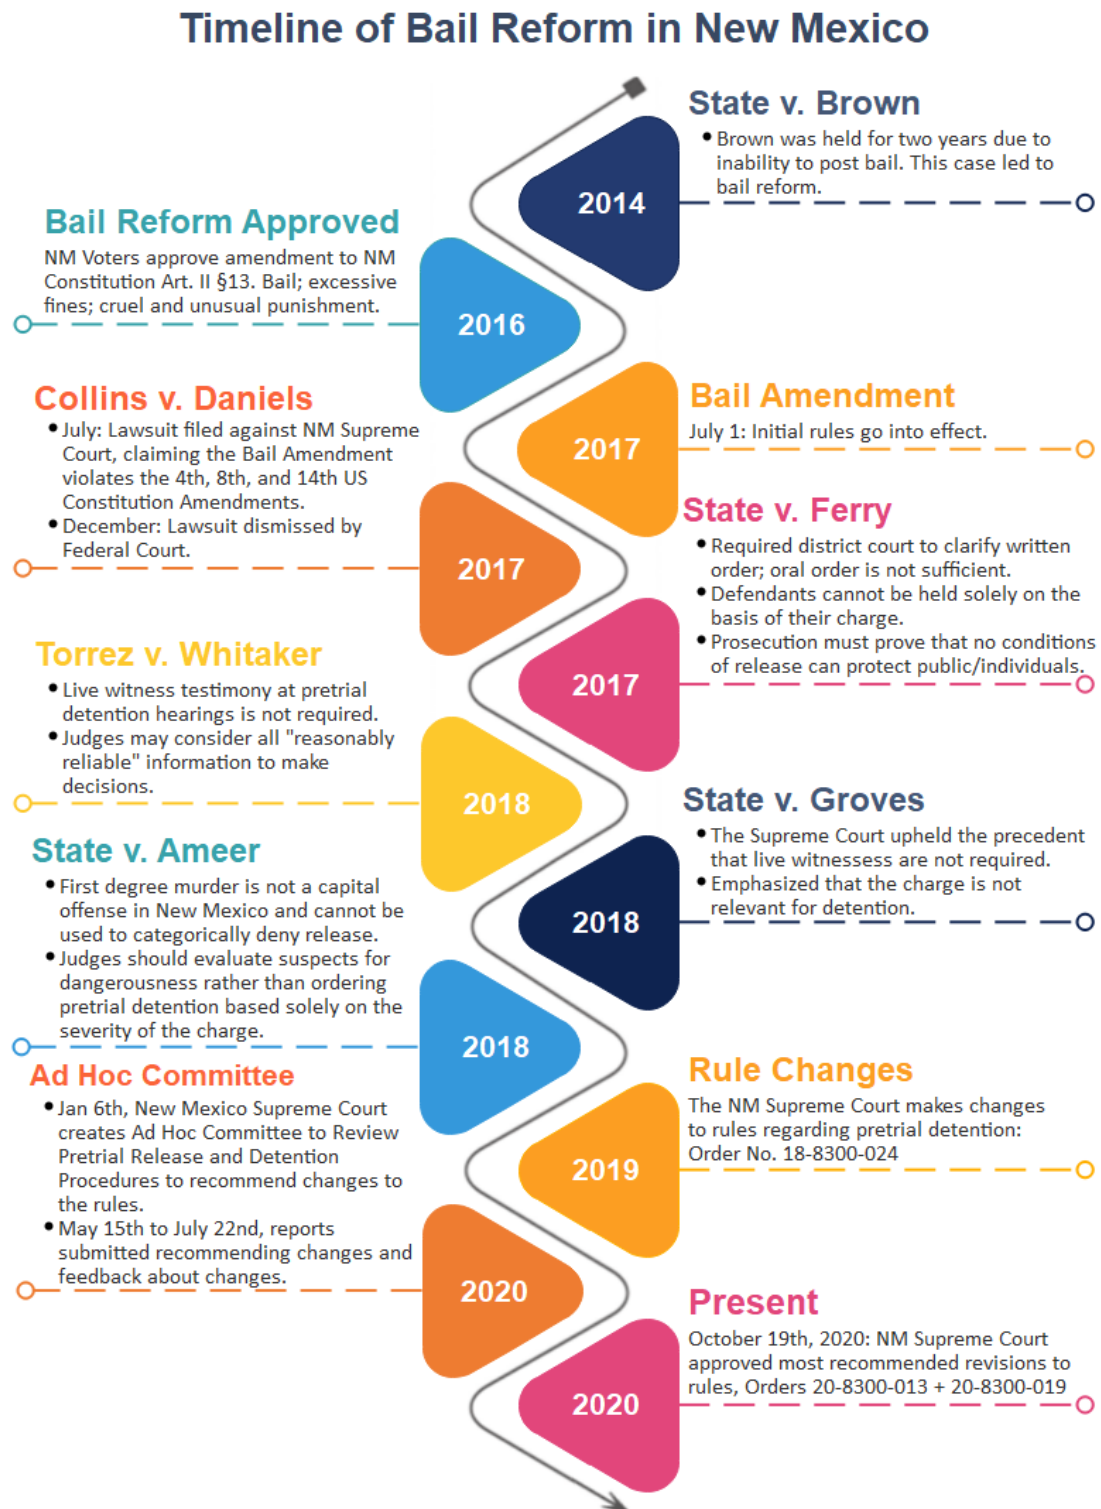 Timeline of Bail Reform in New Mexico
State v. Brown
Brown was held for two years due to
inability to post bail. This case led to
bail reform.
2014
Bail Reform Approved
NM Voters approve amendment to NM
Constitution Art. II §13. Bail; excessive
fines; cruel and unusual punishment.
2016
Bail Amendment
July 1: Initial rules go into effect.
2017
Collins v. Daniels
July: Lawsuit filed against NM Supreme
Court, claiming the Bail Amendment
violates the 4th, 8th, and 14th US
Constitution Amendments.
December: Lawsuit dismissed by
Federal Court.
2017
State v. Ferry
Required district court to clarify written
order; oral order is not sufficient.
Defendants cannot be held solely on the
basis of their charge.
Prosecution must prove that no conditions
of release can protect public/individuals.
2017
Torrez v. Whitaker
Live witness testimony at pretrial
detention hearings is not required.
Judges may consider all "reasonably
reliable" information to make
decisions.
2018
State v. Groves
The Supreme Court upheld the precedent
that live witnessess are not required.
Emphasized that the charge is not
relevant for detention.
2018
State v. Ameer
First degree murder is not a capital
offense in New Mexico and cannot be
used to categorically deny release.
Judges should evaluate suspects for
dangerousness rather than ordering
pretrial detention based solely on the
severity of the charge.
2018
Rule Changes
The NM Supreme Court makes changes
to rules regarding pretrial detention:
Order No. 18-8300-024
2019
Ad Hoc Committee
Jan 6th, New Mexico Supreme Court
creates Ad Hoc Committee to Review
Pretrial Release and Detention
Procedures to recommend changes to
the rules.
May 15th to July 22nd, reports
submitted recommending changes and
feedback about changes.
2020
Present
October 19th, 2020: NM Supreme Court
approved most recommended revisions to
rules, Orders 20-8300-013 + 20-8300-019
2020